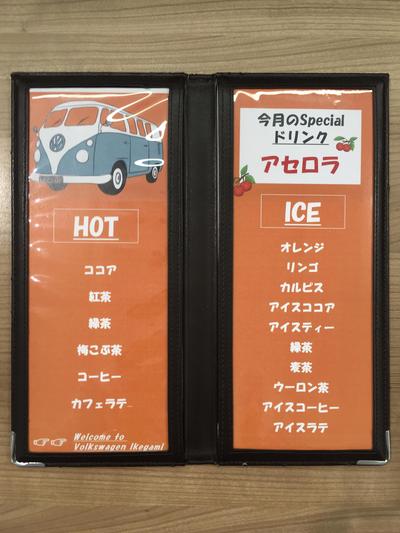 HOT
ココア
紅茶
緑茶
梅こぶ茶
コーヒー
カフェラテ
Welcome to
Volkswagen Ikegami
今月のSpecial
ドリンク
アセロラ
ICE
オレンジ
リンゴ
カルピス
アイスココア
アイスティー
緑茶
麦茶
ウーロン茶
アイスコーヒー
アイスラテ